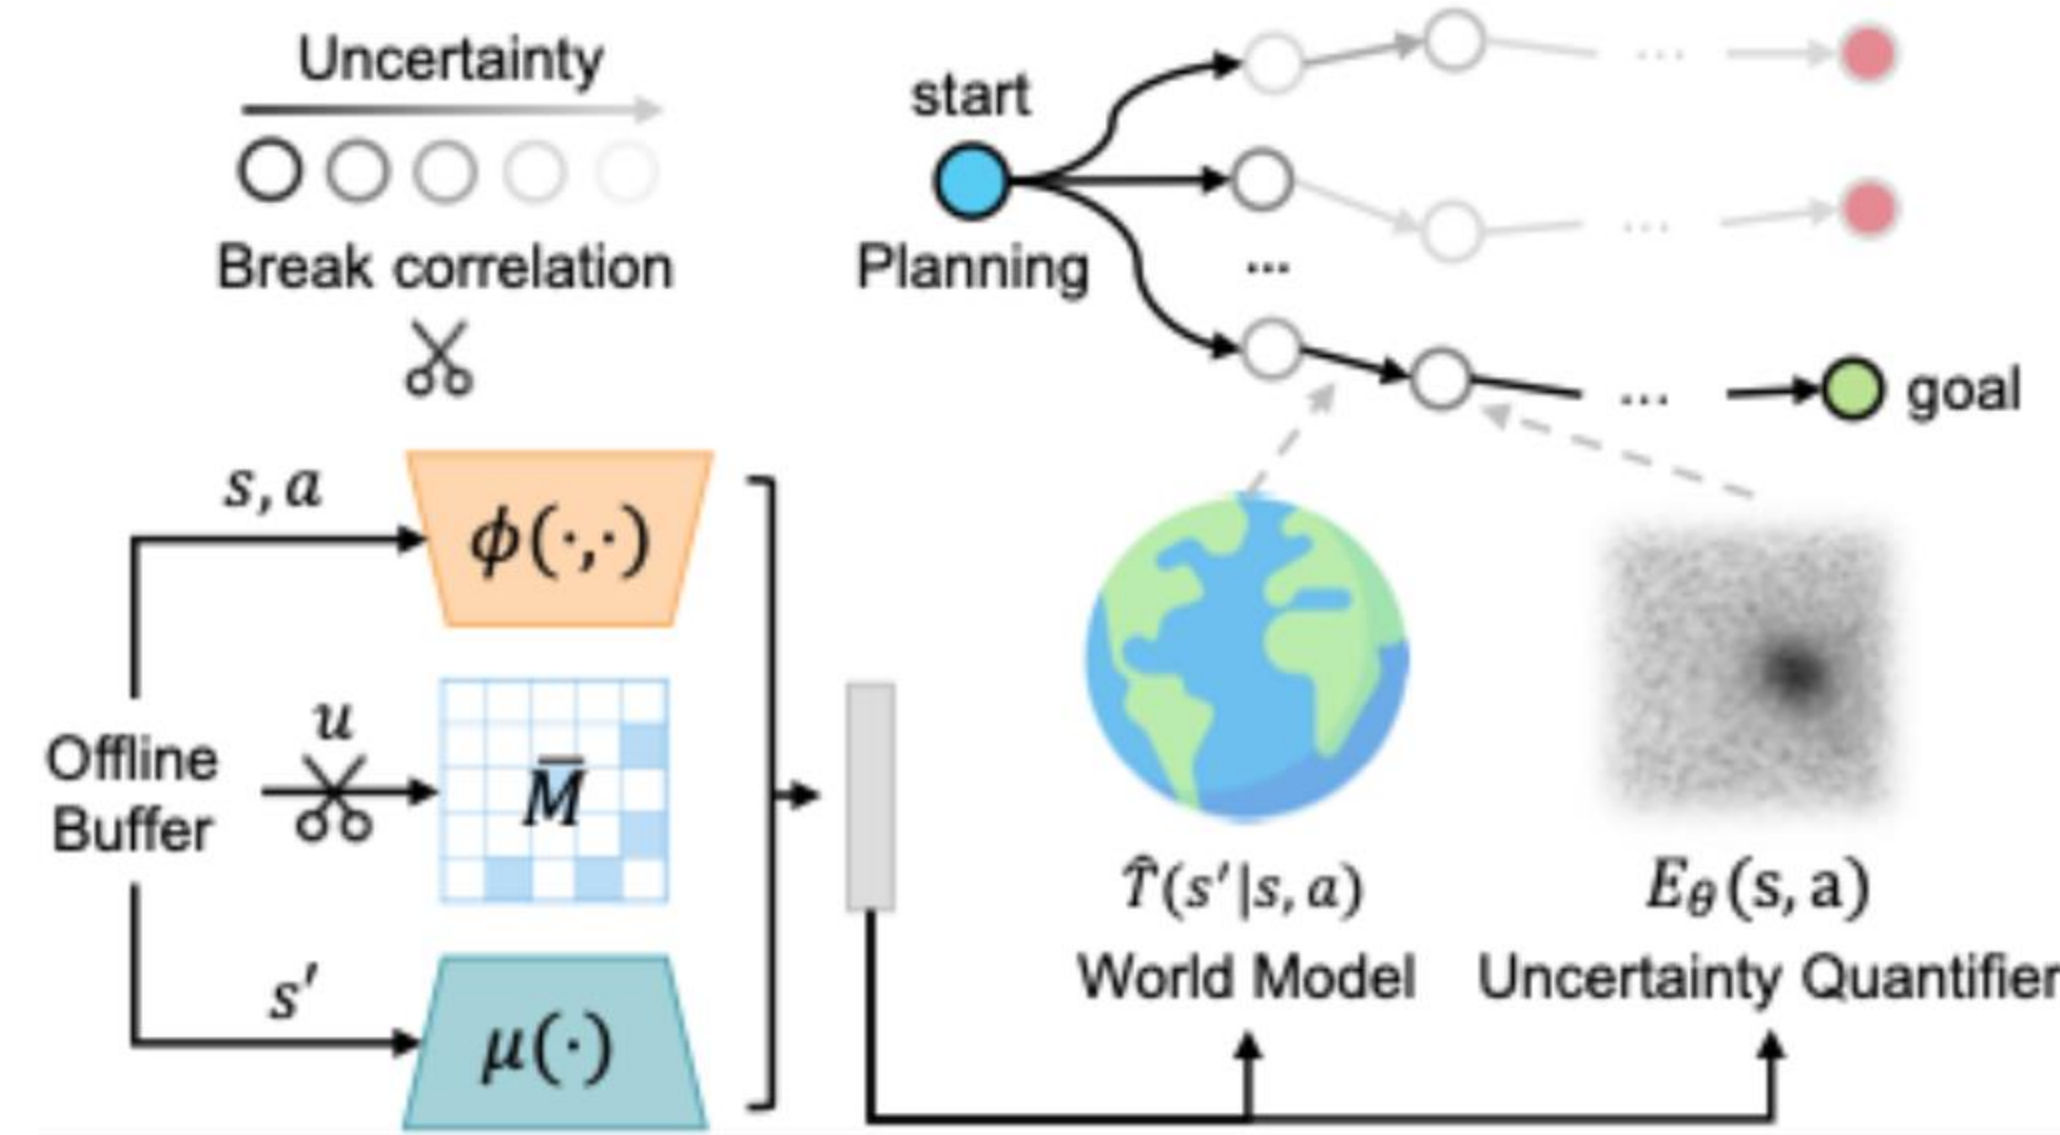 Uncertainty
Break correlation
start
Planning
...
...
...
...
goal
s, a
ϕ(·,·)
u
Offline
Buffer
M̄
s′
μ(·)
T̂(s′|s, a)
World Model
E_θ(s, a)
Uncertainty Quantifier